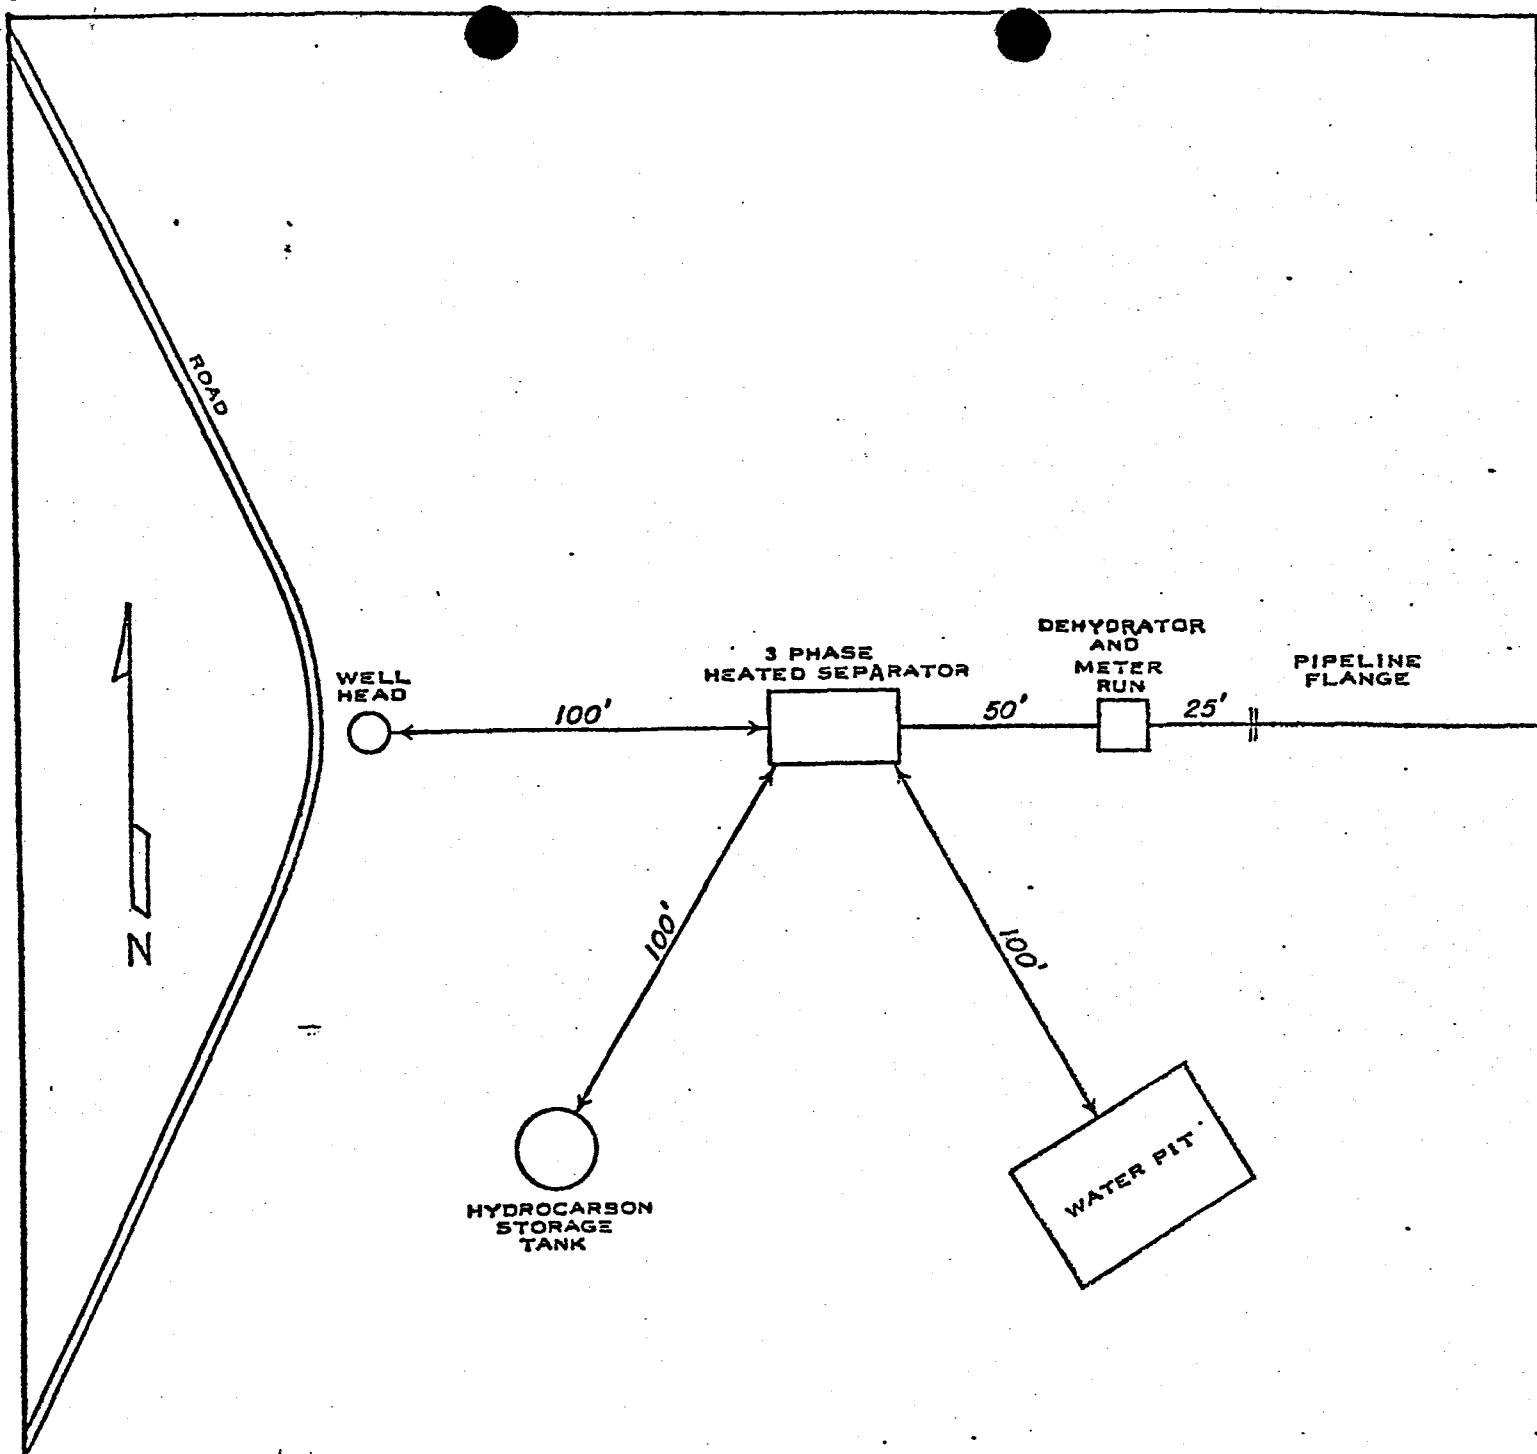 ROAD
WELL
HEAD
100'
3 PHASE
HEATED SEPARATOR
50'
DEHYDRATOR
AND
METER
RUN
25'
PIPELINE
FLANGE
N
100'
100'
HYDROCARBON
STORAGE
TANK
WATER PIT